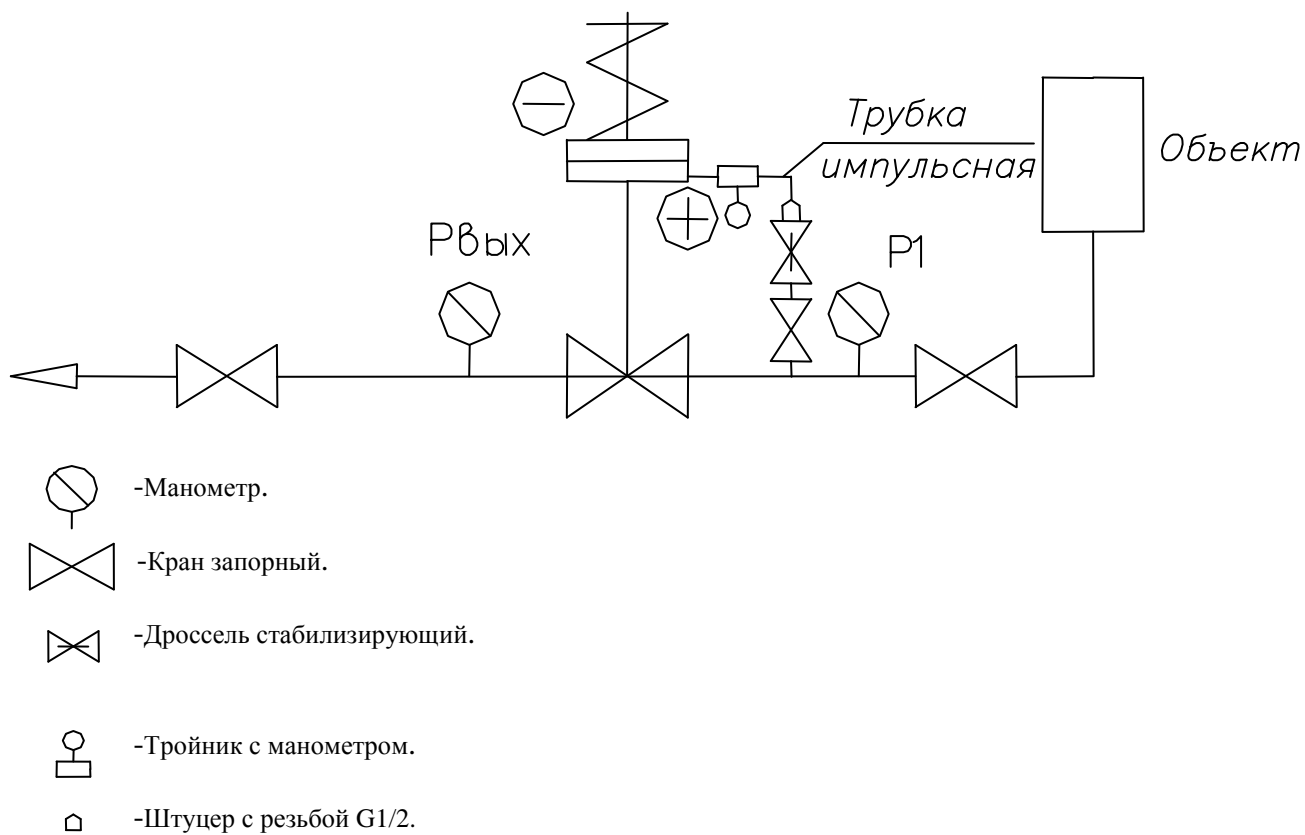 Трубка
импульсная
Объект
Рвых
Р1
-Манометр.
-Кран запорный.
-Дроссель стабилизирующий.
-Тройник с манометром.
-Штуцер с резьбой G1/2.